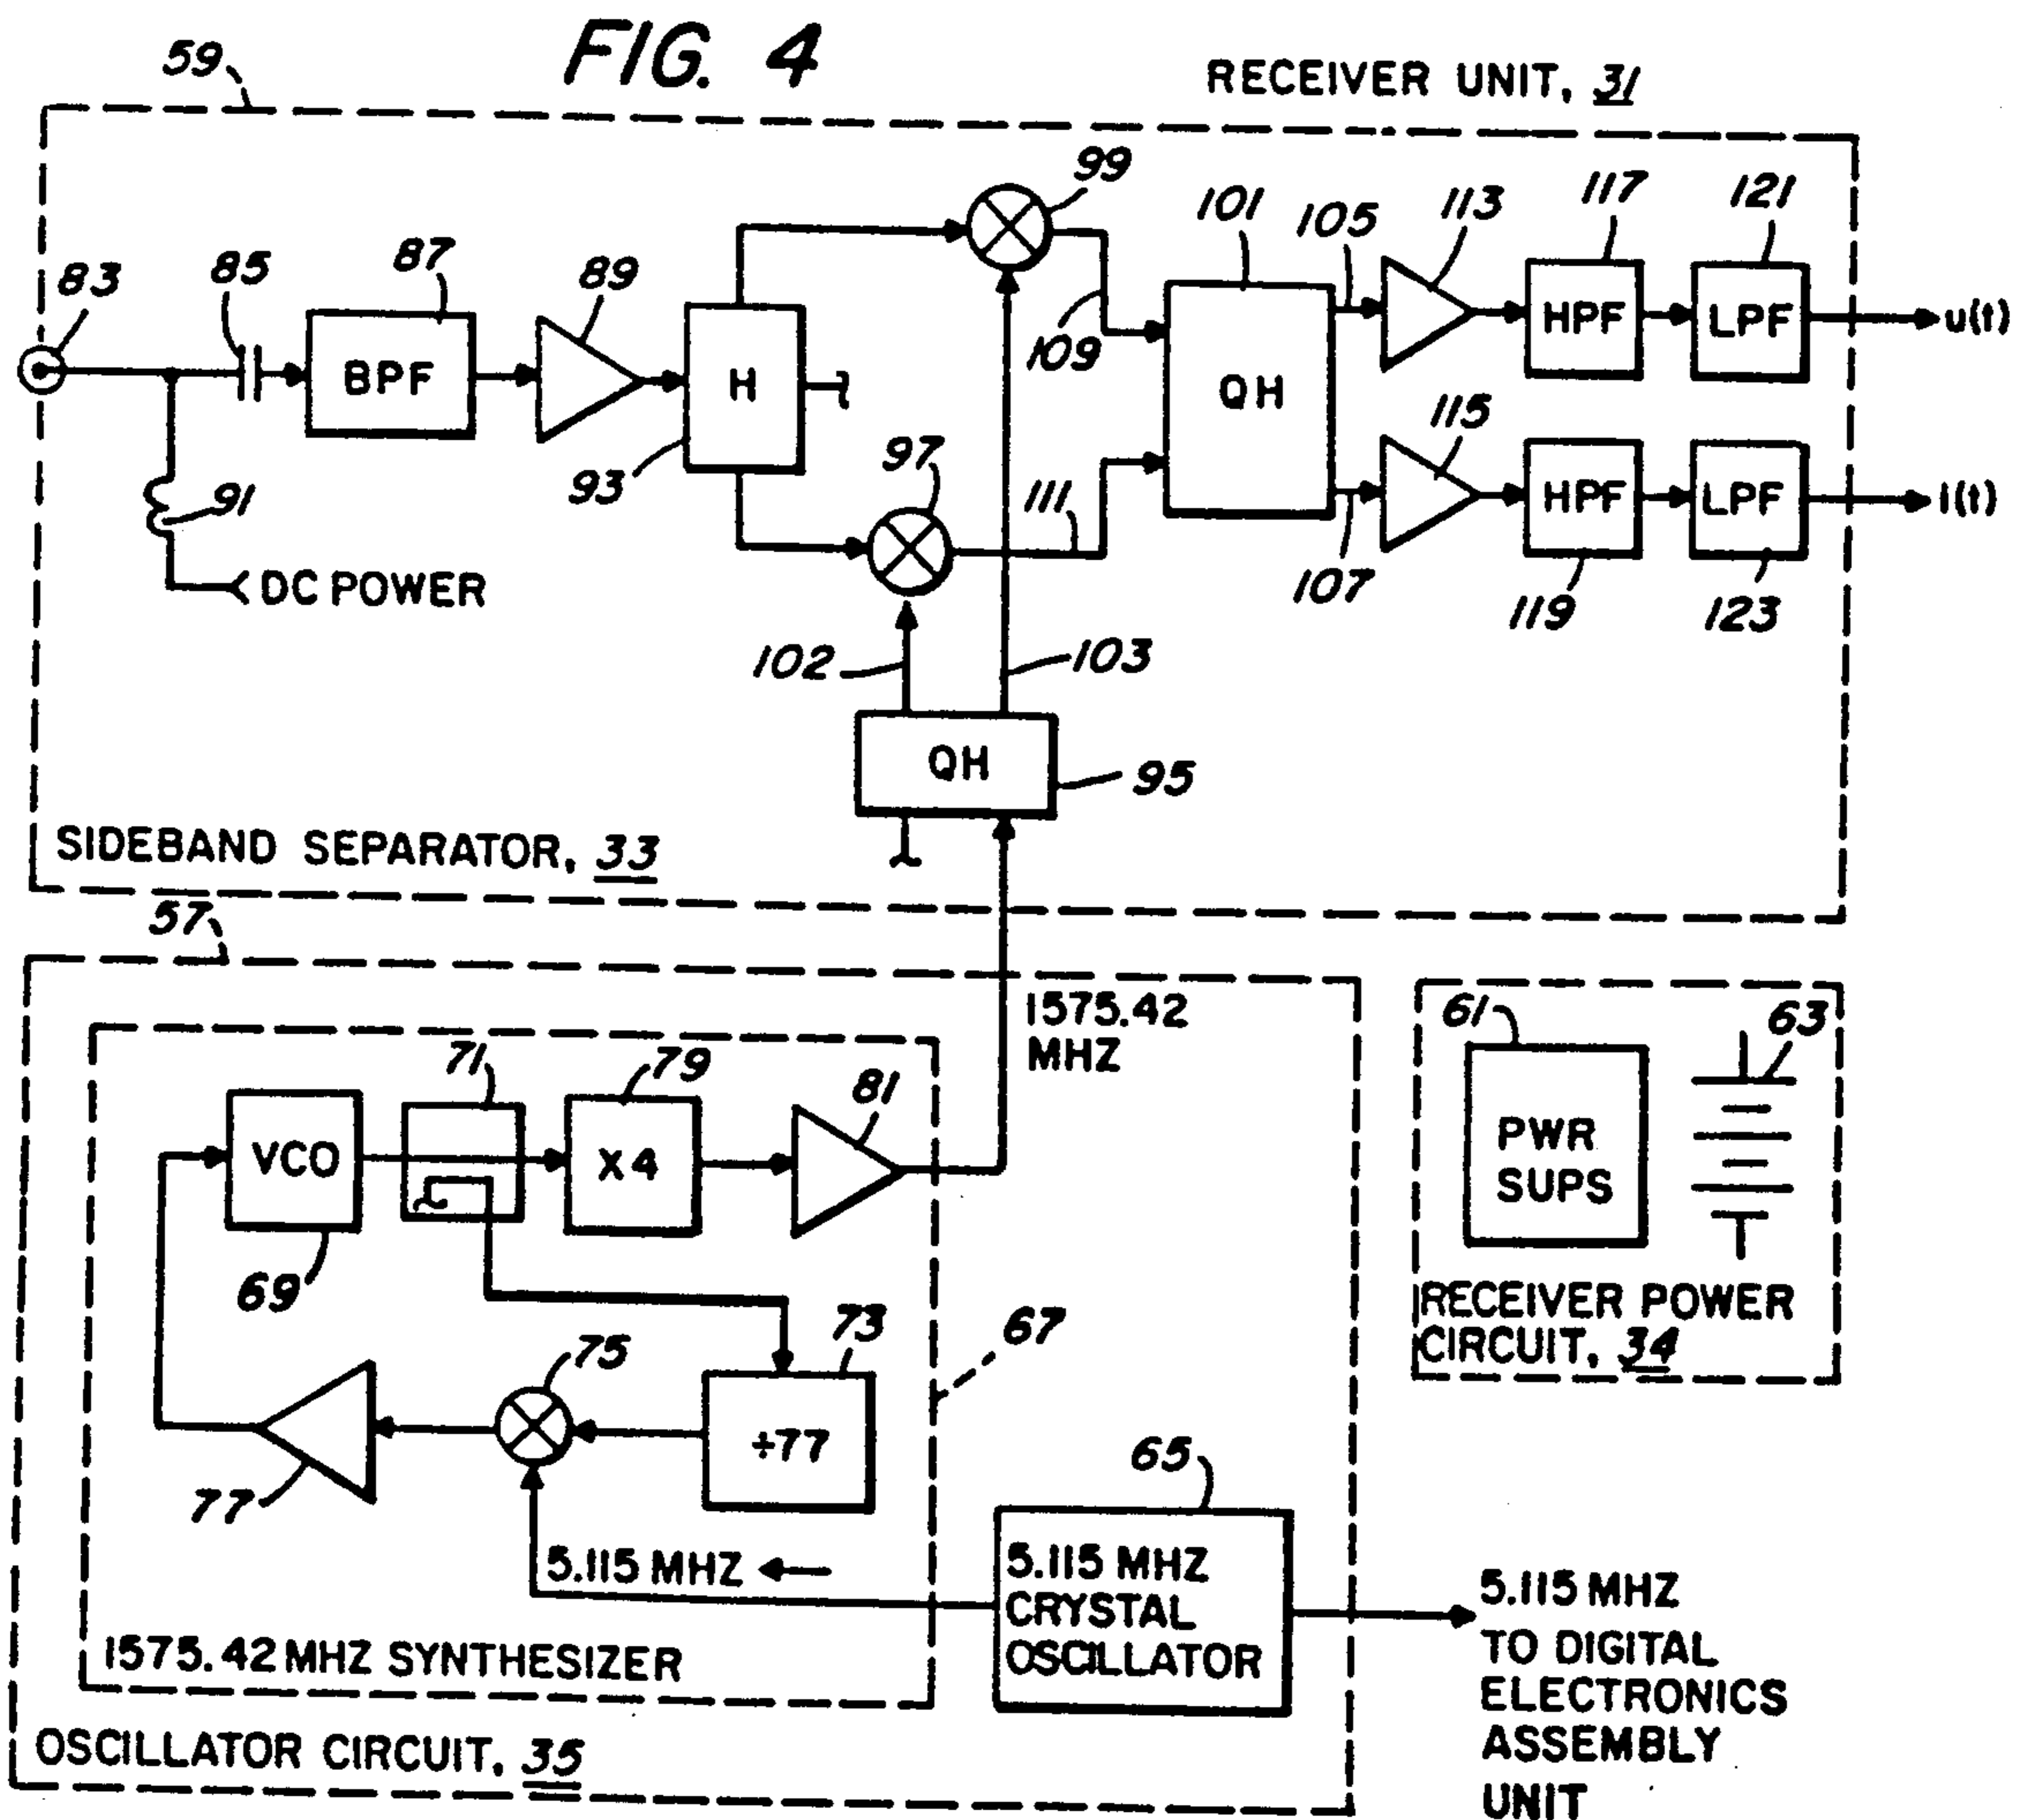 FIG. 4
RECEIVER UNIT, 31
59
83
85
87
89
99
101
105
113
117
121
BPF
H
QH
HPF
LPF
u(t)
109
93
97
111
115
91
DC POWER
HPF
LPF
l(t)
107
119
123
102
103
QH
95
SIDEBAND SEPARATOR, 33
57
1575.42
MHZ
61
63
71
79
81
VCO
X4
PWR
SUPS
69
RECEIVER POWER
CIRCUIT, 34
73
67
75
÷77
77
65
5.115 MHZ
5.115 MHZ
CRYSTAL
OSCILLATOR
1575.42 MHZ SYNTHESIZER
5.115 MHZ
TO DIGITAL
ELECTRONICS
ASSEMBLY
UNIT
OSCILLATOR CIRCUIT, 35